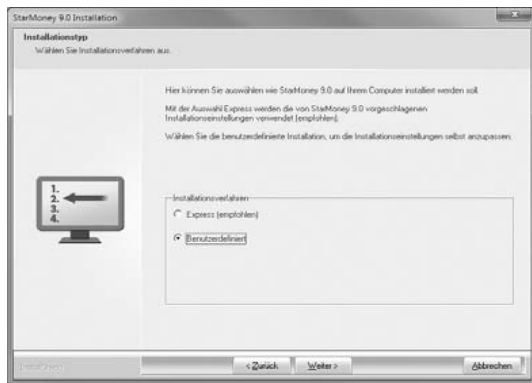 StarMoney 9.0 Installation
Installationstyp
Wählen Sie Installationsverfahren aus.
Hier können Sie auswählen wie StarMoney 9.0 auf Ihrem Computer installiert werden soll.
Mit der Auswahl Express werden die von StarMoney 9.0 vorgeschlagenen
Installationseinstellungen verwendet (empfohlen).
Wählen Sie die benutzerdefinierte Installation, um die Installationseinstellungen selbst anzupassen.
1.
2.
3.
4.
Installationsverfahren
Express (empfohlen)
Benutzerdefiniert
InstallShield
< Zurück
Weiter >
Abbrechen